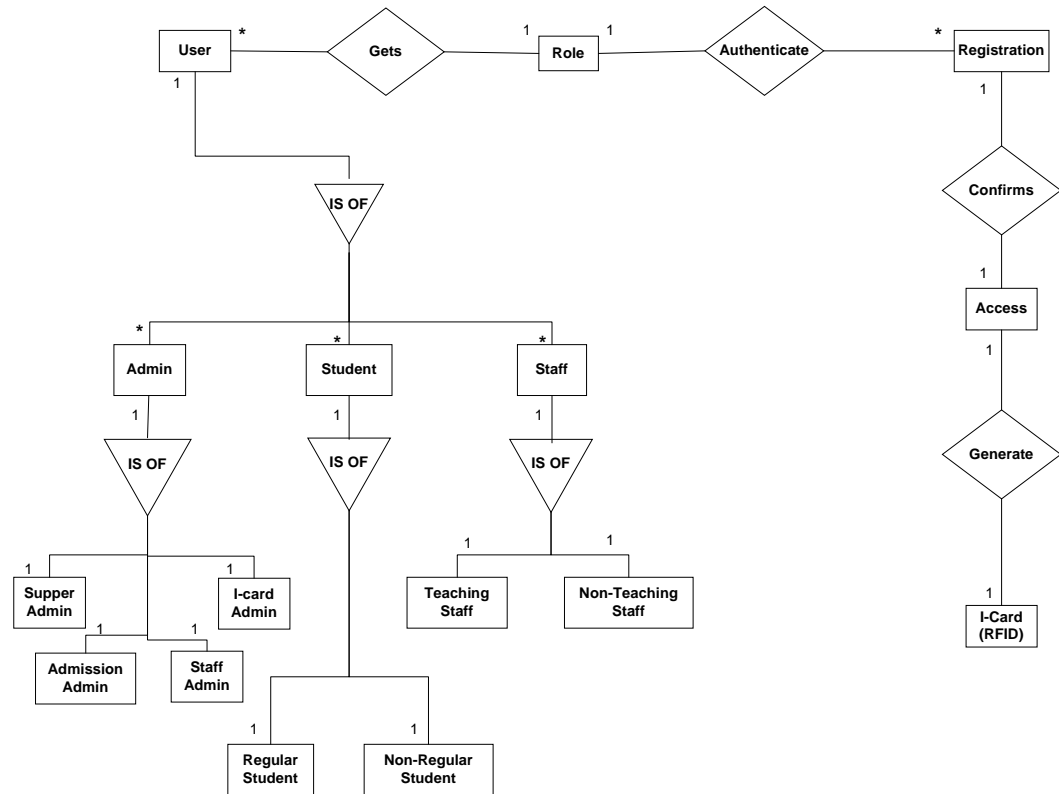 * 1 1 *
User Gets Role Authenticate Registration
1 1
IS OF Confirms
1
Access
* * *
1
Admin Student Staff
1 1 1
IS OF IS OF IS OF Generate
1 1 1 1
Supper
Admin
I-card
Admin
Teaching
Staff
Non-Teaching
Staff
1
I-Card
(RFID)
1 1
Admission
Admin
Staff
Admin
1 1
Regular
Student
Non-Regular
Student